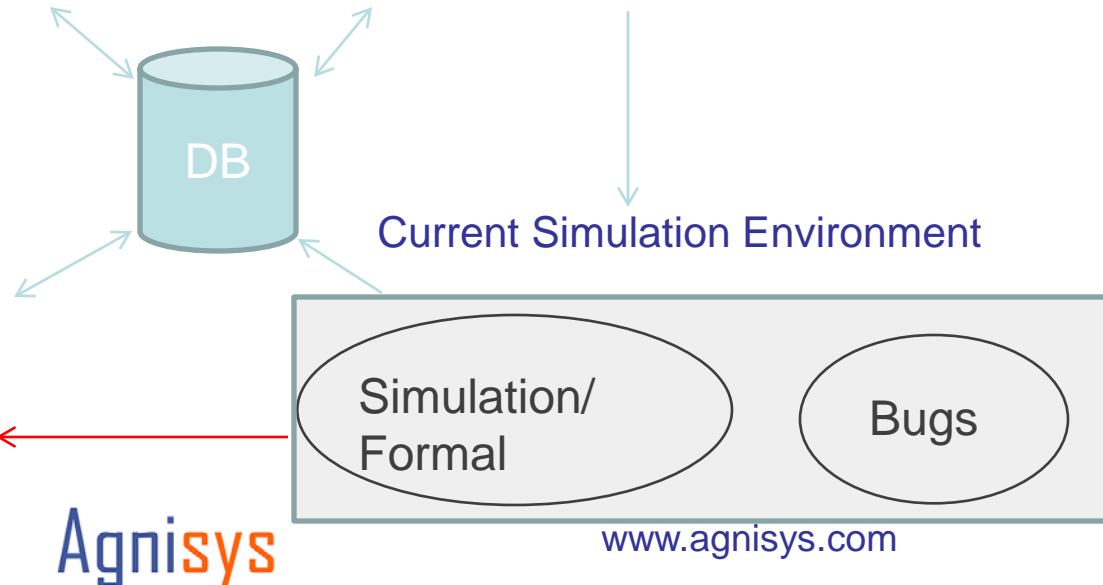 DB
Current Simulation Environment
Simulation/
Formal
Bugs
Agnisys
www.agnisys.com